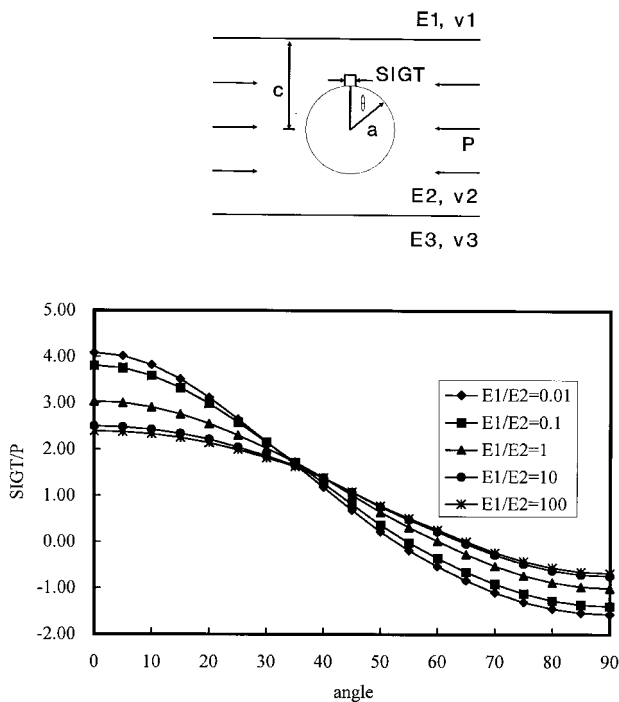 E1, v1
SIGT
θ
c
a
P
E2, v2
E3, v3
5.00
4.00
3.00
2.00
1.00
0.00
-1.00
-2.00
SIGT/P
E1/E2=0.01
E1/E2=0.1
E1/E2=1
E1/E2=10
E1/E2=100
0 10 20 30 40 50 60 70 80 90
angle